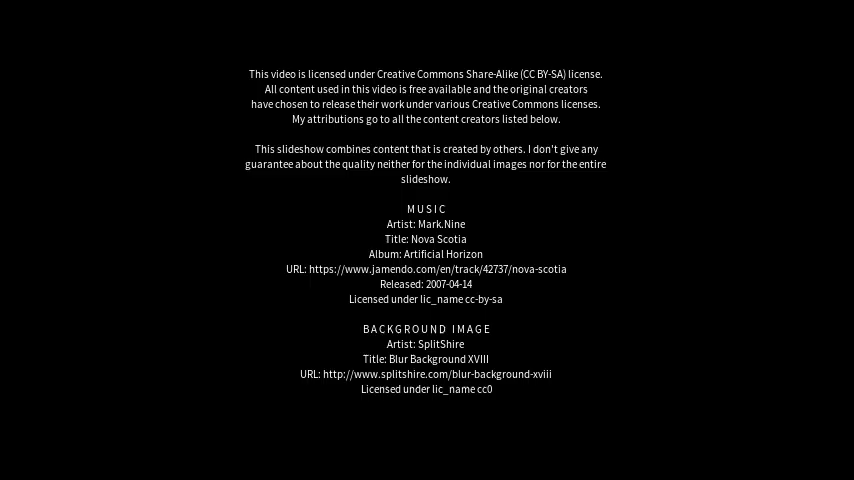 This video is licensed under Creative Commons Share-Alike (CC BY-SA) license.
All content used in this video is free available and the original creators
have chosen to release their work under various Creative Commons licenses.
My attributions go to all the content creators listed below.
This slideshow combines content that is created by others. I don't give any
guarantee about the quality neither for the individual images nor for the entire
slideshow.
MUSIC
Artist: Mark.Nine
Title: Nova Scotia
Album: Artificial Horizon
URL: https://www.jamendo.com/en/track/42737/nova-scotia
Released: 2007-04-14
Licensed under lic_name cc-by-sa
BACKGROUND IMAGE
Artist: SplitShire
Title: Blur Background XVIII
URL: http://www.splitshire.com/blur-background-xviii
Licensed under lic_name cc0